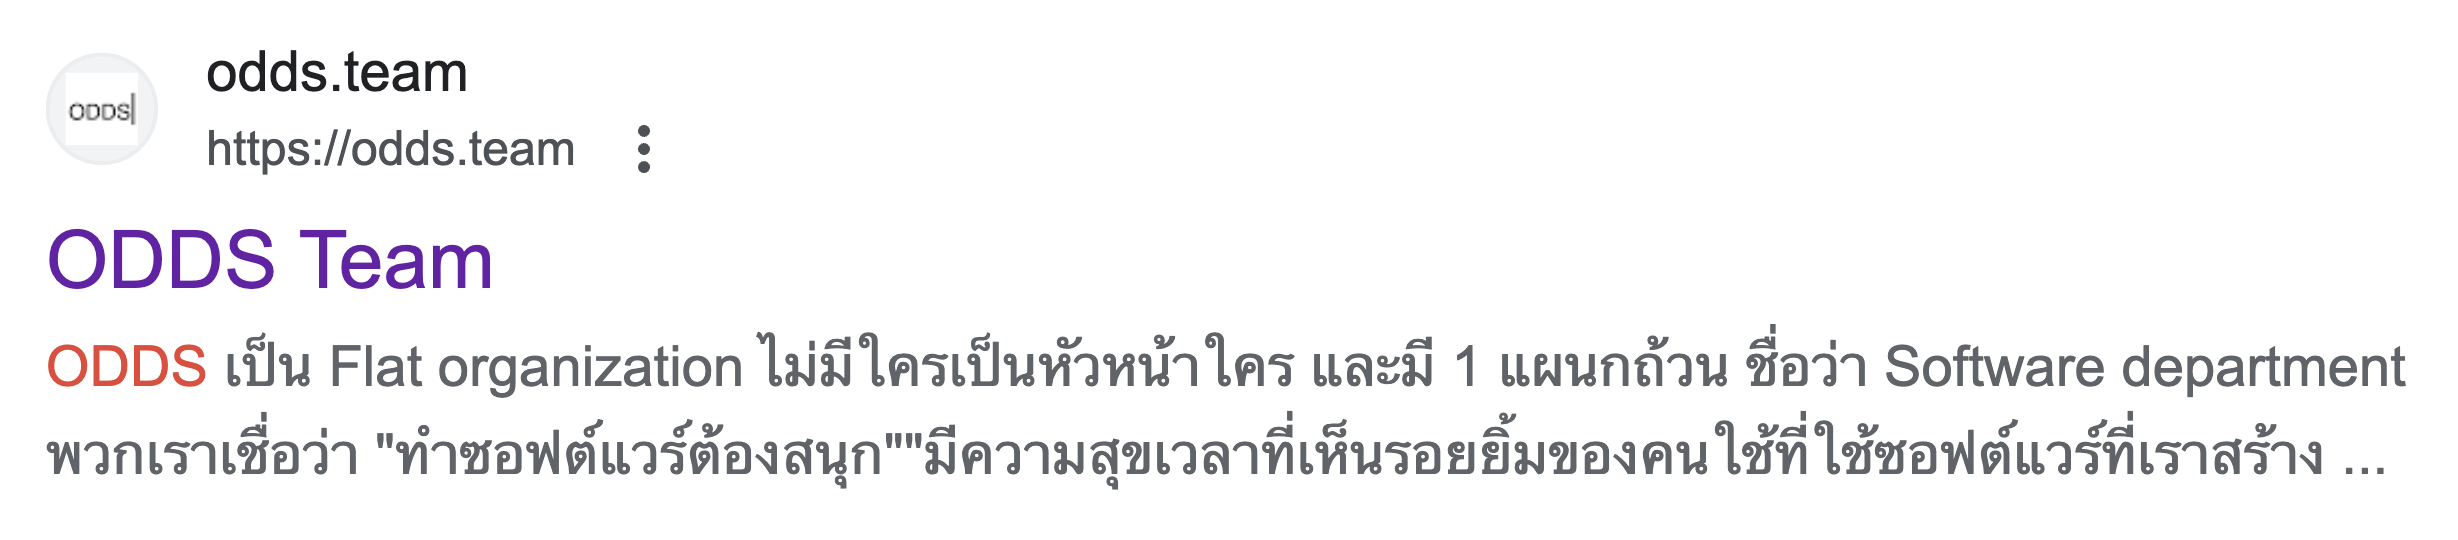 ODDS
odds.team
https://odds.team
ODDS Team
ODDS เป็น Flat organization ไม่มีใครเป็นหัวหน้าใคร และมี 1 แผนกถ้วน ชื่อว่า Software department
พวกเราเชื่อว่า "ทำซอฟต์แวร์ต้องสนุก""มีความสุขเวลาที่เห็นรอยยิ้มของคนใช้ที่ใช้ซอฟต์แวร์ที่เราสร้าง ...